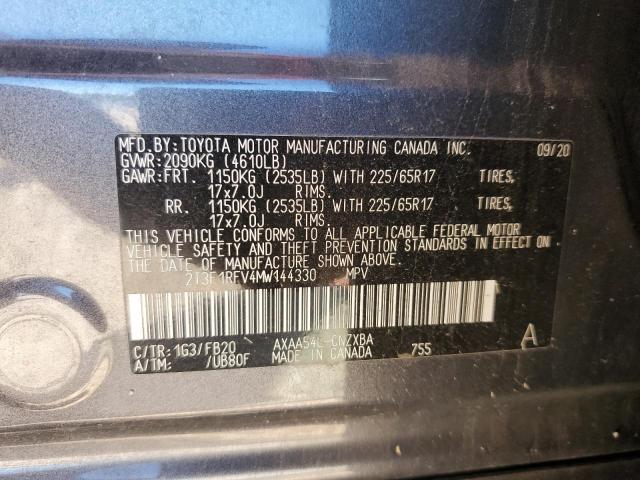 MFD.BY:TOYOTA MOTOR MANUFACTURING CANADA INC. 09/20
GVWR:2090KG (4610LB)
GAWR:FRT. 1150KG (2535LB) WITH 225/65R17 TIRES,
17x7.0J RIMS.
RR. 1150KG (2535LB) WITH 225/65R17 TIRES,
17x7.0J RIMS.
THIS VEHICLE CONFORMS TO ALL APPLICABLE FEDERAL MOTOR
VEHICLE SAFETY AND THEFT PREVENTION STANDARDS IN EFFECT ON
THE DATE OF MANUFACTURE SHOWN ABOVE.
2T3F1RFV4MW144330 MPV
C/TR: 1G3/FB20 AXAA54L-CNZXBA
A/TM: /UB80F MADE IN CANADA 755 A